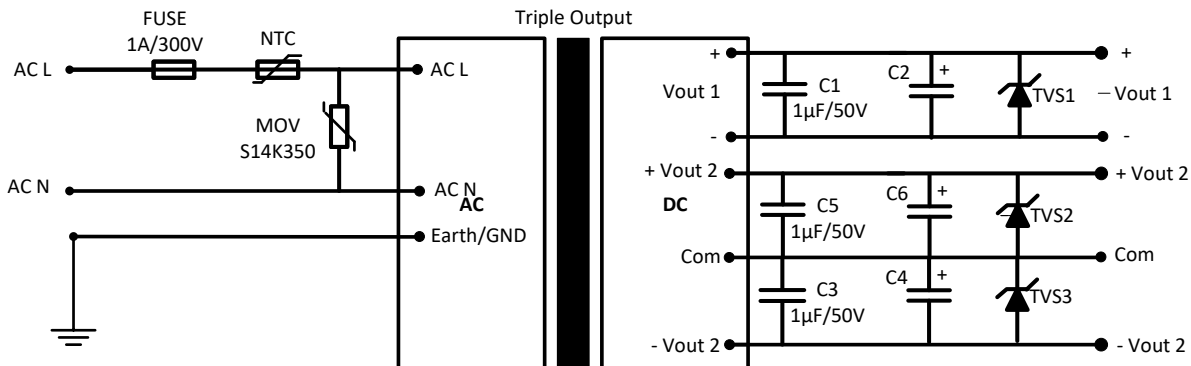 Triple Output
FUSE
1A/300V
NTC
AC L
AC L
MOV
S14K350
AC N
AC N
AC
Earth/GND
+
Vout 1
-
C1
1µF/50V
C2
+
TVS1
+
Vout 1
-
+ Vout 2
DC
Com
- Vout 2
C5
1µF/50V
C6
+
TVS2
C3
1µF/50V
C4
+
TVS3
+ Vout 2
Com
- Vout 2